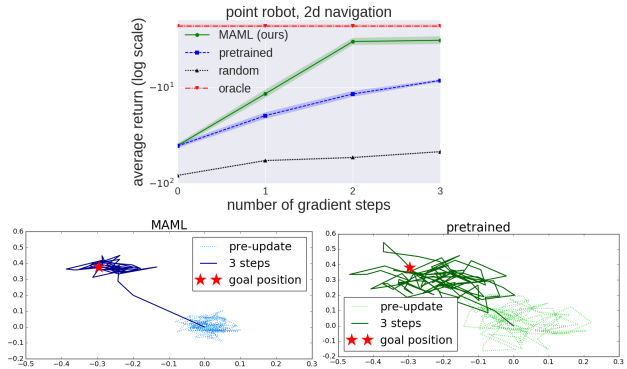 point robot, 2d navigation
average return (log scale)
MAML (ours)
pretrained
random
oracle
−10¹
−10²
0 1 2 3
number of gradient steps
MAML
0.6
0.5
0.4
0.3
0.2
0.1
0.0
−0.1
−0.2
−0.5 −0.4 −0.3 −0.2 −0.1 0.0 0.1 0.2 0.3
pre-update
3 steps
goal position
pretrained
0.6
0.5
0.4
0.3
0.2
0.1
0.0
−0.1
−0.2
−0.5 −0.4 −0.3 −0.2 −0.1 0.0 0.1 0.2 0.3
pre-update
3 steps
goal position